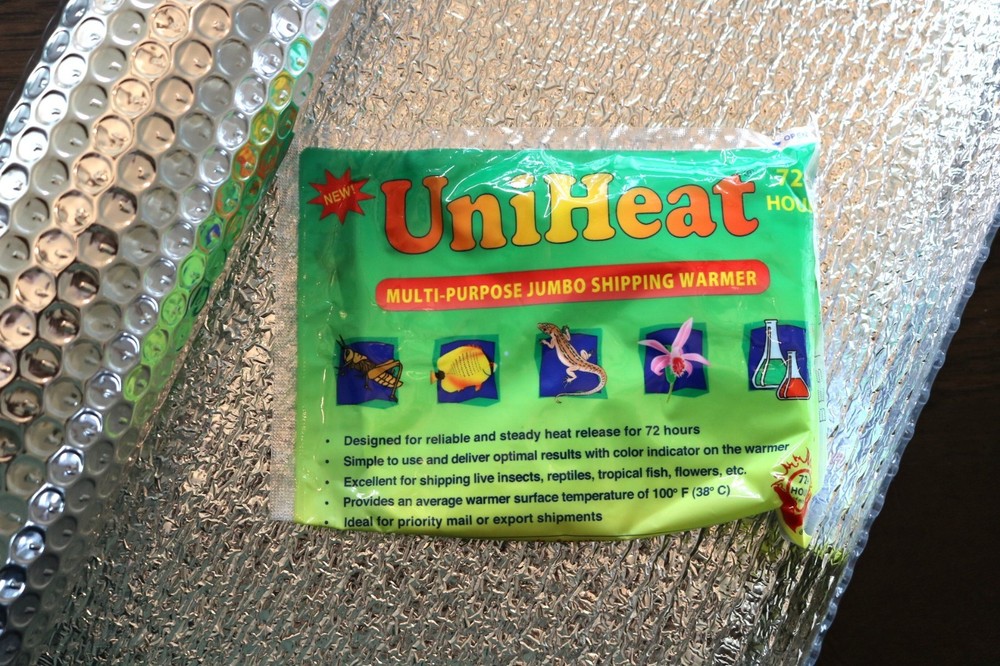 NEW!
UniHeat
72
HOU
MULTI-PURPOSE JUMBO SHIPPING WARMER
• Designed for reliable and steady heat release for 72 hours
• Simple to use and deliver optimal results with color indicator on the warmer
• Excellent for shipping live insects, reptiles, tropical fish, flowers, etc.
• Provides an average warmer surface temperature of 100° F (38° C)
• Ideal for priority mail or export shipments